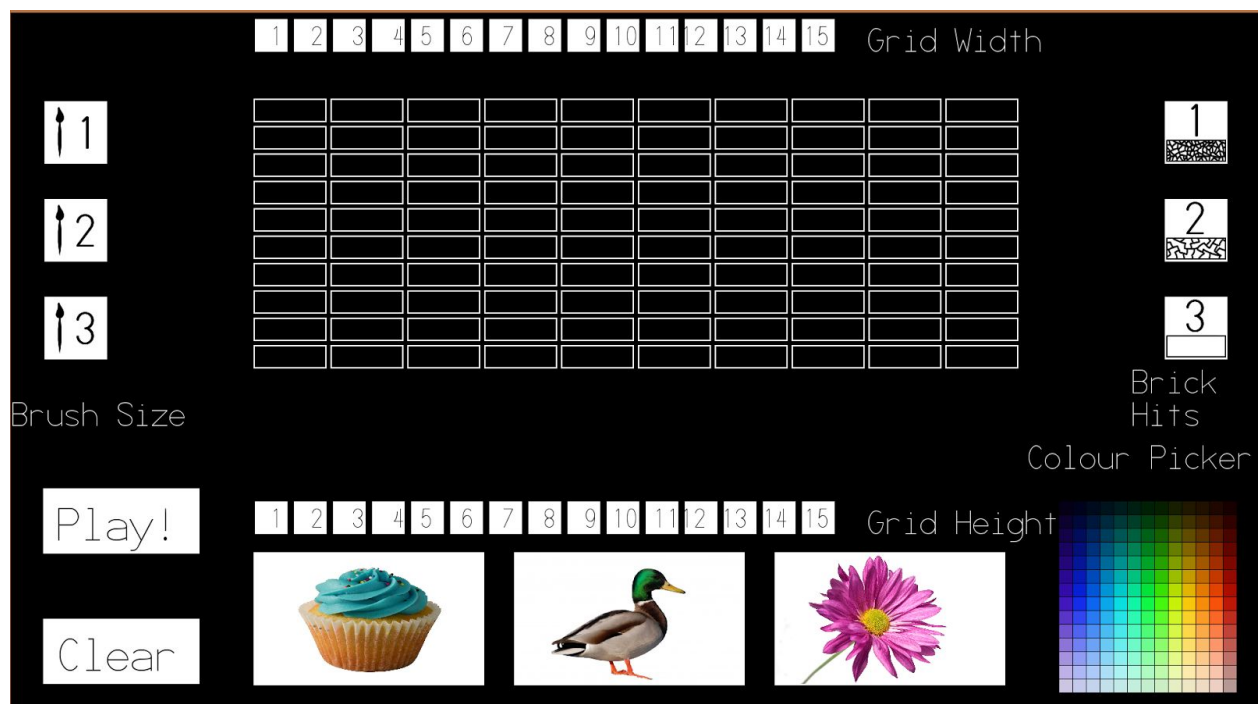 1 2 3 4 5 6 7 8 9 10 11 12 13 14 15 Grid Width
1
1
2
2
3
3
Brick
Hits
Brush Size
Colour Picker
Play!
1 2 3 4 5 6 7 8 9 10 11 12 13 14 15 Grid Height
Clear